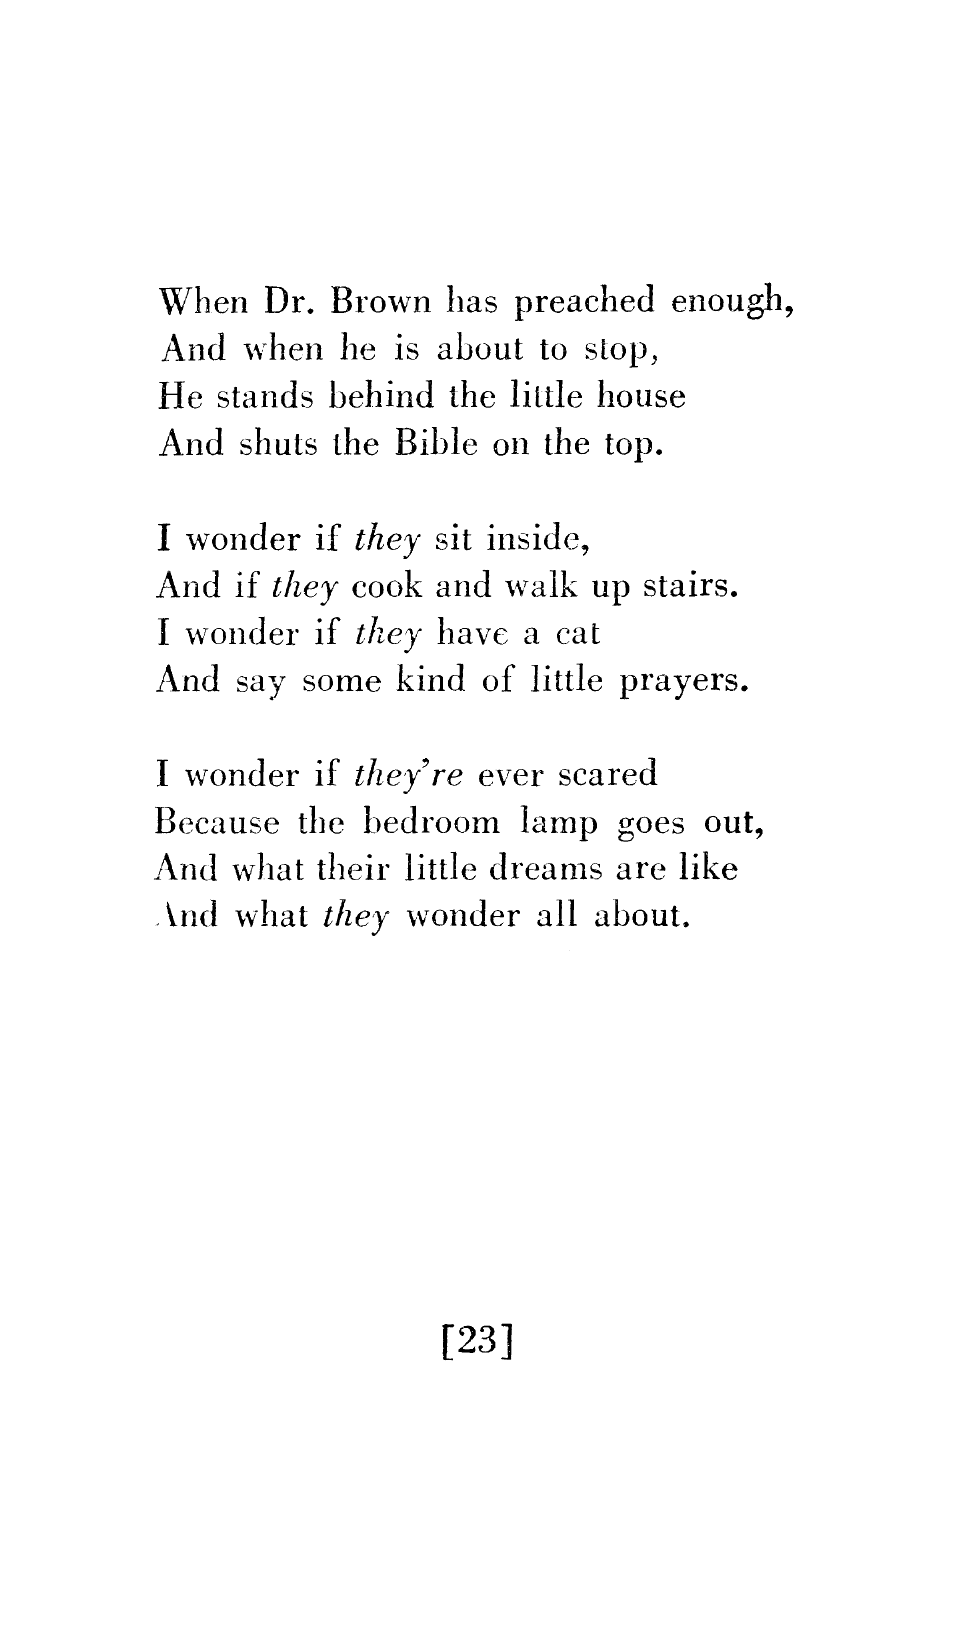 When Dr. Brown has preached enough,
And when he is about to stop,
He stands behind the little house
And shuts the Bible on the top.
I wonder if they sit inside,
And if they cook and walk up stairs.
I wonder if they have a cat
And say some kind of little prayers.
I wonder if they're ever scared
Because the bedroom lamp goes out,
And what their little dreams are like
And what they wonder all about.
[23]